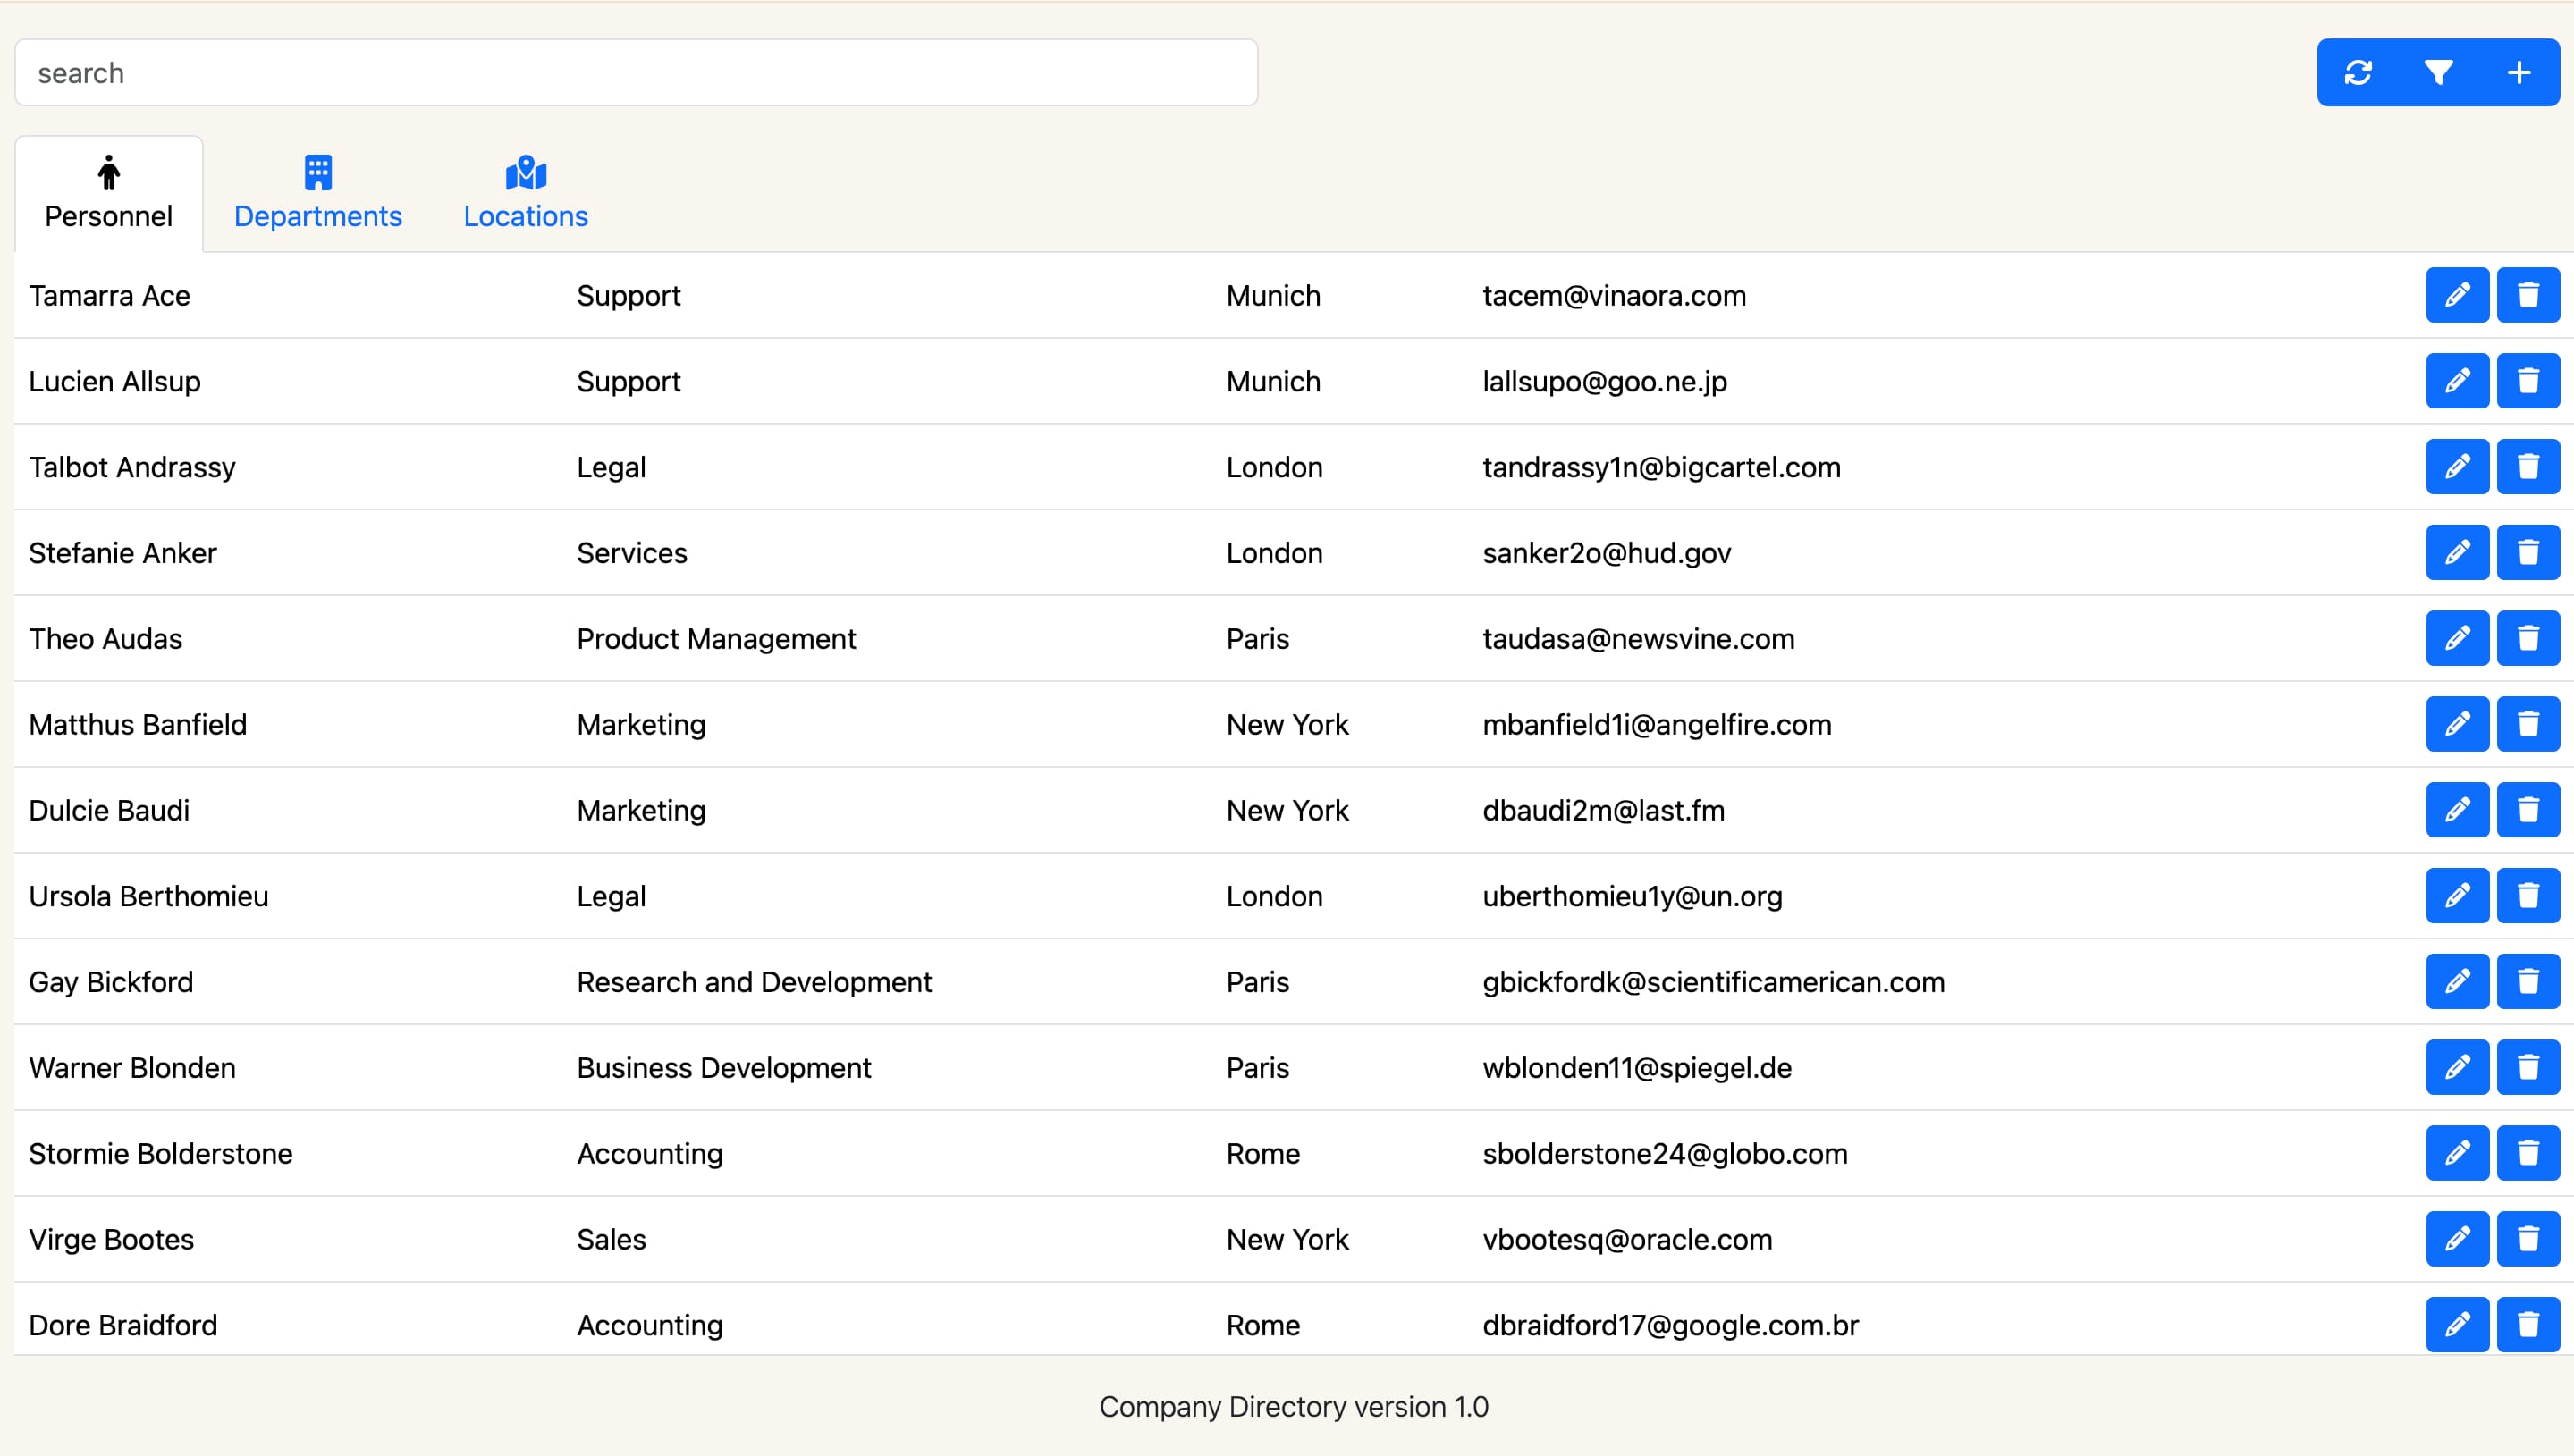 search
Personnel Departments Locations
Tamarra Ace Support Munich tacem@vinaora.com
Lucien Allsup Support Munich lallsupo@goo.ne.jp
Talbot Andrassy Legal London tandrassy1n@bigcartel.com
Stefanie Anker Services London sanker2o@hud.gov
Theo Audas Product Management Paris taudasa@newsvine.com
Matthus Banfield Marketing New York mbanfield1i@angelfire.com
Dulcie Baudi Marketing New York dbaudi2m@last.fm
Ursola Berthomieu Legal London uberthomieu1y@un.org
Gay Bickford Research and Development Paris gbickfordk@scientificamerican.com
Warner Blonden Business Development Paris wblonden11@spiegel.de
Stormie Bolderstone Accounting Rome sbolderstone24@globo.com
Virge Bootes Sales New York vbootesq@oracle.com
Dore Braidford Accounting Rome dbraidford17@google.com.br
Company Directory version 1.0